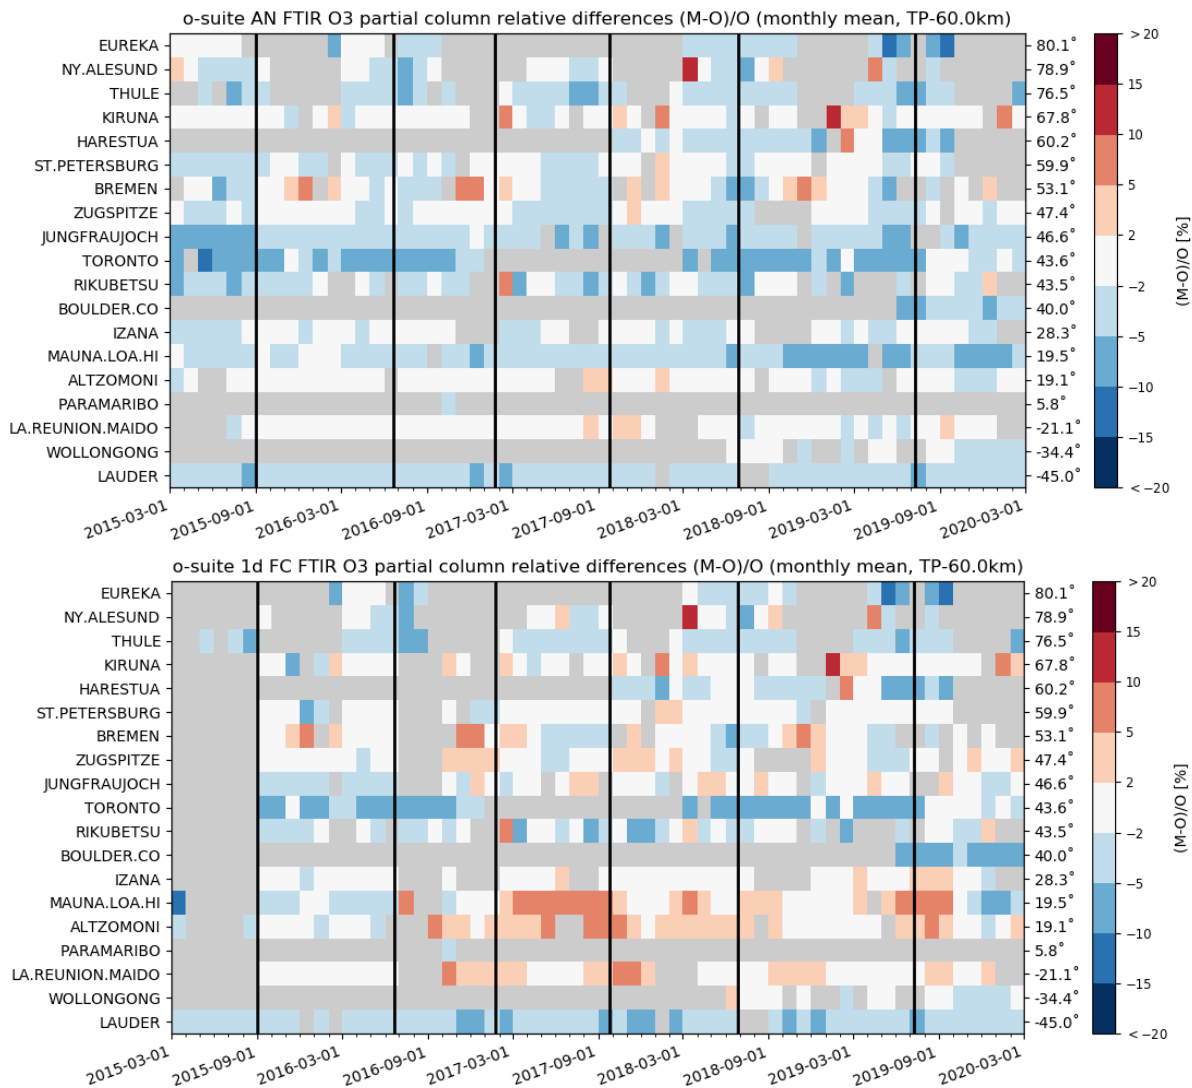 o-suite AN FTIR O3 partial column relative differences (M-O)/O (monthly mean, TP-60.0km)
EUREKA 80.1˚
NY.ALESUND 78.9˚
THULE 76.5˚
KIRUNA 67.8˚
HARESTUA 60.2˚
ST.PETERSBURG 59.9˚
BREMEN 53.1˚
ZUGSPITZE 47.4˚
JUNGFRAUJOCH 46.6˚
TORONTO 43.6˚
RIKUBETSU 43.5˚
BOULDER.CO 40.0˚
IZANA 28.3˚
MAUNA.LOA.HI 19.5˚
ALTZOMONI 19.1˚
PARAMARIBO 5.8˚
LA.REUNION.MAIDO -21.1˚
WOLLONGONG -34.4˚
LAUDER -45.0˚
2015-03-01 2015-09-01 2016-03-01 2016-09-01 2017-03-01 2017-09-01 2018-03-01 2018-09-01 2019-03-01 2019-09-01 2020-03-01
> 20
15
10
5
2
−2
−5
−10
−15
< −20
(M-O)/O [%]
o-suite 1d FC FTIR O3 partial column relative differences (M-O)/O (monthly mean, TP-60.0km)
EUREKA 80.1˚
NY.ALESUND 78.9˚
THULE 76.5˚
KIRUNA 67.8˚
HARESTUA 60.2˚
ST.PETERSBURG 59.9˚
BREMEN 53.1˚
ZUGSPITZE 47.4˚
JUNGFRAUJOCH 46.6˚
TORONTO 43.6˚
RIKUBETSU 43.5˚
BOULDER.CO 40.0˚
IZANA 28.3˚
MAUNA.LOA.HI 19.5˚
ALTZOMONI 19.1˚
PARAMARIBO 5.8˚
LA.REUNION.MAIDO -21.1˚
WOLLONGONG -34.4˚
LAUDER -45.0˚
2015-03-01 2015-09-01 2016-03-01 2016-09-01 2017-03-01 2017-09-01 2018-03-01 2018-09-01 2019-03-01 2019-09-01 2020-03-01
> 20
15
10
5
2
−2
−5
−10
−15
< −20
(M-O)/O [%]